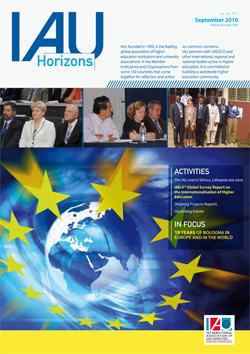 IAU
Horizons
Vol. 16 N° 2
September 2010
www.iau-aiu.net
IAU, founded in 1950, is the leading
global association of higher
education institutions and university
associations. It has Member
Institutions and Organisations from
some 130 countries that come
together for reflection and action
on common concerns.
IAU partners with UNESCO and
other international, regional and
national bodies active in higher
education. It is committed to
building a worldwide higher
education community.
ACTIVITIES
The IAU met in Vilnius, Lithuania last June
IAU 3rd Global Survey Report on
the Internationalisation of Higher
Education
Ongoing Projects Reports
Upcoming Events
IN FOCUS
10 YEARS OF BOLOGNA IN
EUROPE AND IN THE WORLD
IAU
INTERNATIONAL
ASSOCIATION OF
UNIVERSITIES